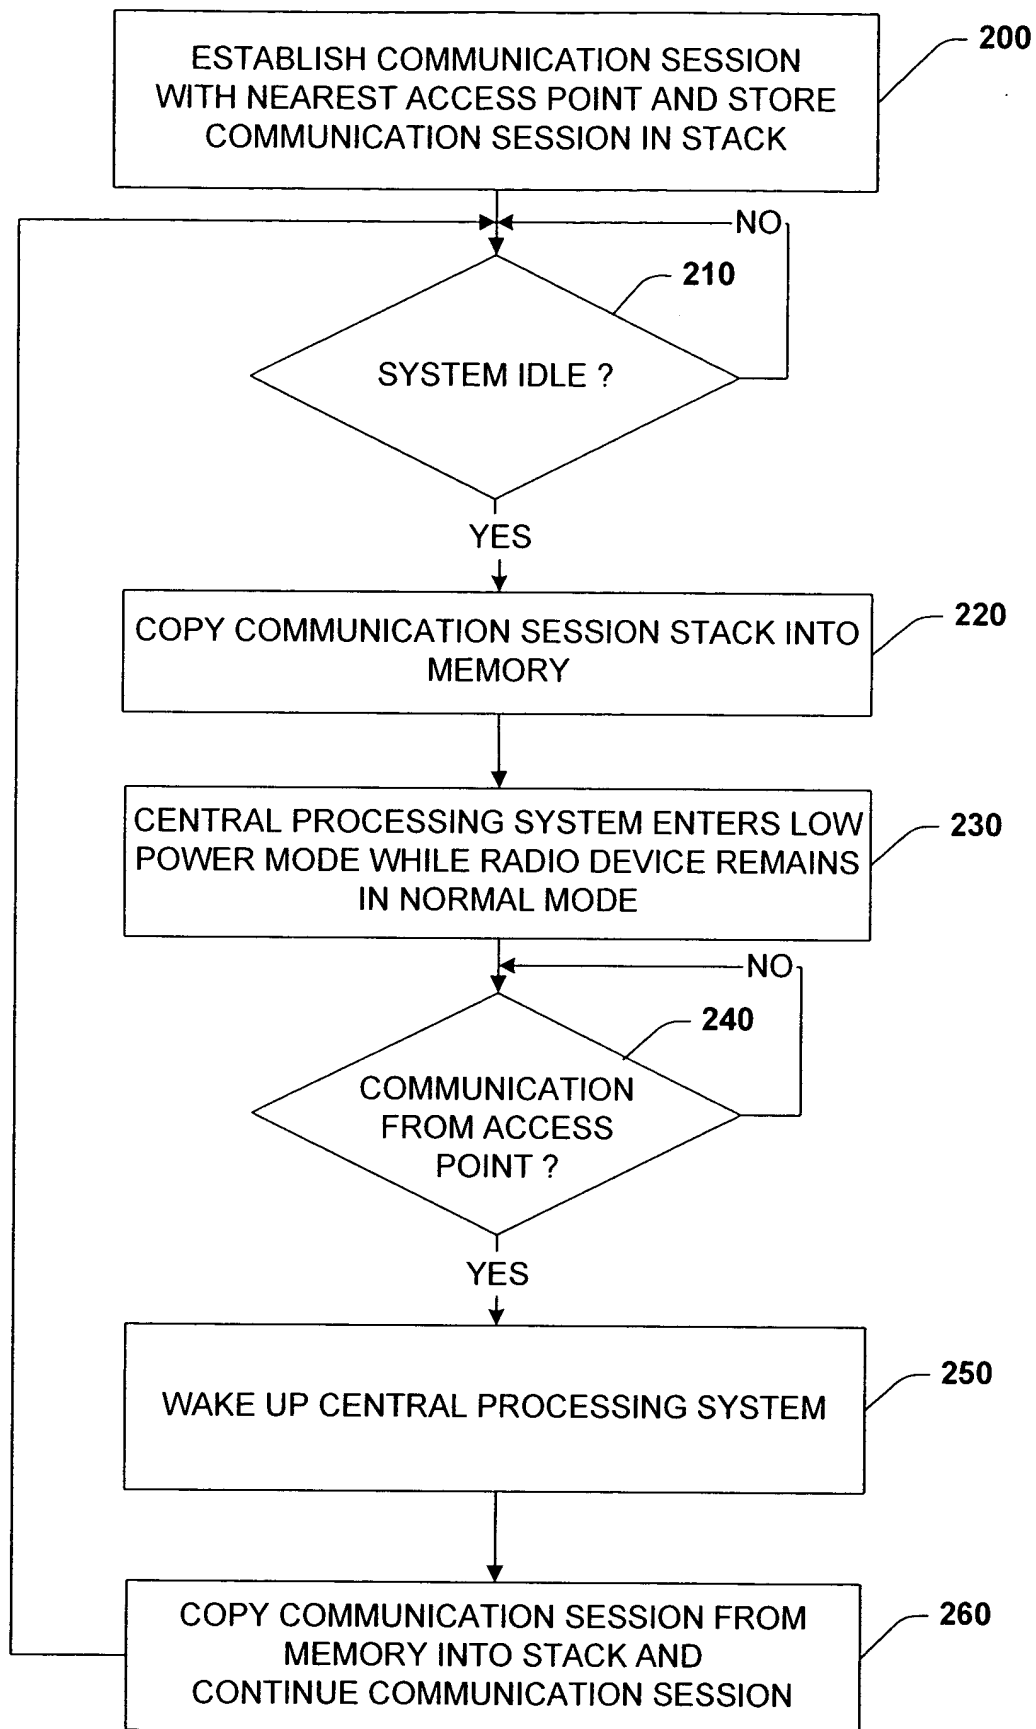 ESTABLISH COMMUNICATION SESSION
WITH NEAREST ACCESS POINT AND STORE
COMMUNICATION SESSION IN STACK
200
NO
210
SYSTEM IDLE ?
YES
COPY COMMUNICATION SESSION STACK INTO
MEMORY
220
CENTRAL PROCESSING SYSTEM ENTERS LOW
POWER MODE WHILE RADIO DEVICE REMAINS
IN NORMAL MODE
230
NO
240
COMMUNICATION
FROM ACCESS
POINT ?
YES
WAKE UP CENTRAL PROCESSING SYSTEM
250
COPY COMMUNICATION SESSION FROM
MEMORY INTO STACK AND
CONTINUE COMMUNICATION SESSION
260